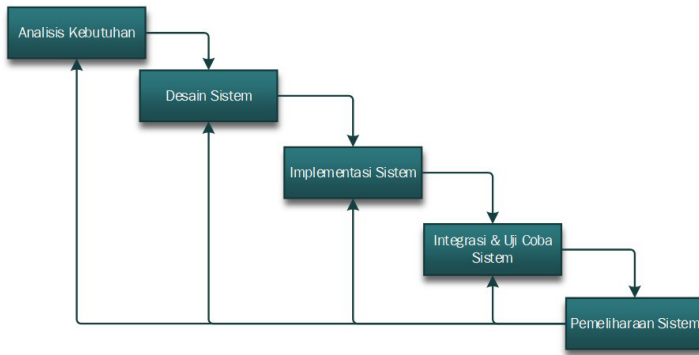 Analisis Kebutuhan
Desain Sistem
Implementasi Sistem
Integrasi & Uji Coba
Sistem
Pemeliharaan Sistem